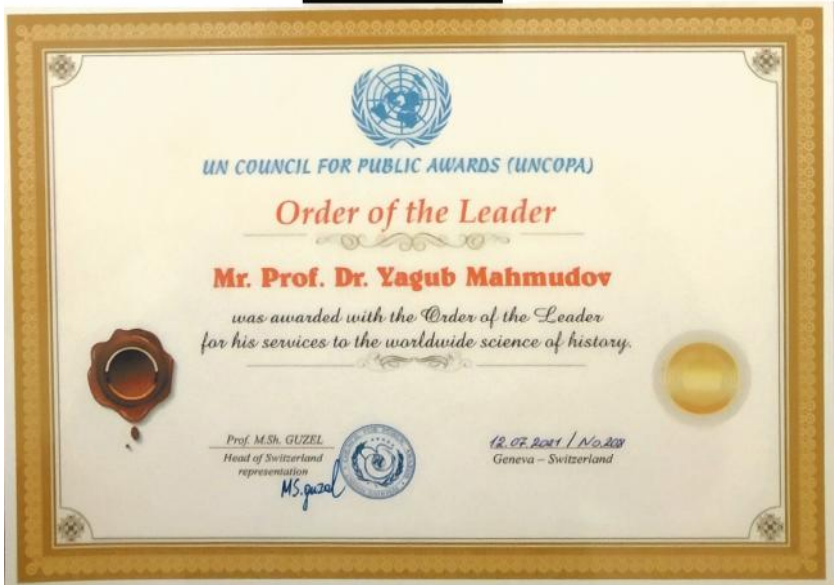 UN COUNCIL FOR PUBLIC AWARDS (UNCOPA)
Order of the Leader
Mr. Prof. Dr. Yagub Mahmudov
was awarded with the Order of the Leader
for his services to the worldwide science of history.
Prof. M.Sh. GUZEL
Head of Switzerland
representation
MS.guzel
12.07.2021 / No.208
Geneva – Switzerland